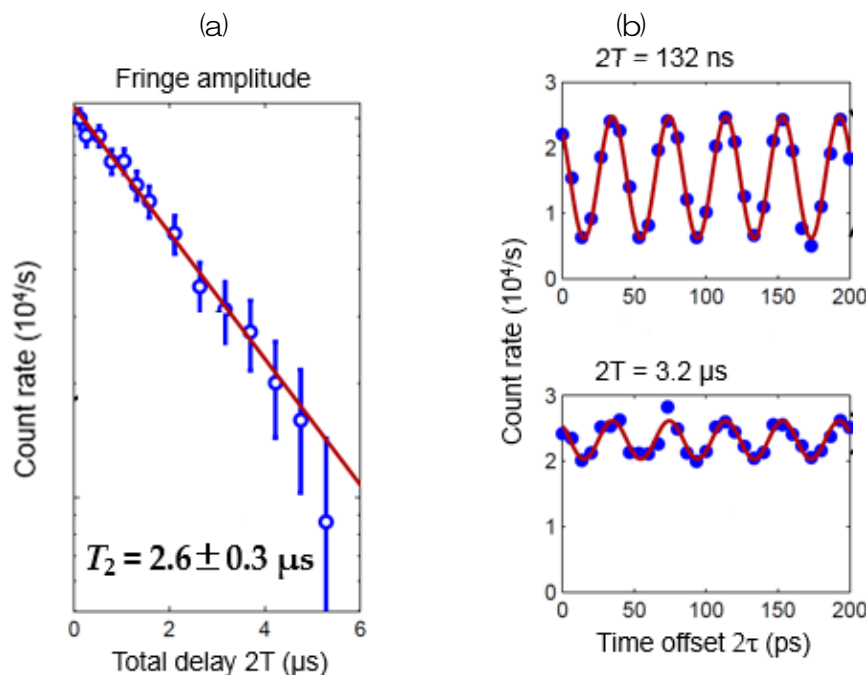 (a)
Fringe amplitude
Count rate (10⁴/s)
T₂ = 2.6 ± 0.3 μs
0 2 4 6
Total delay 2T (μs)
(b)
2T = 132 ns
3
2
1
0
0 50 100 150 200
Count rate (10⁴/s)
2T = 3.2 μs
3
2
1
0
0 50 100 150 200
Time offset 2τ (ps)